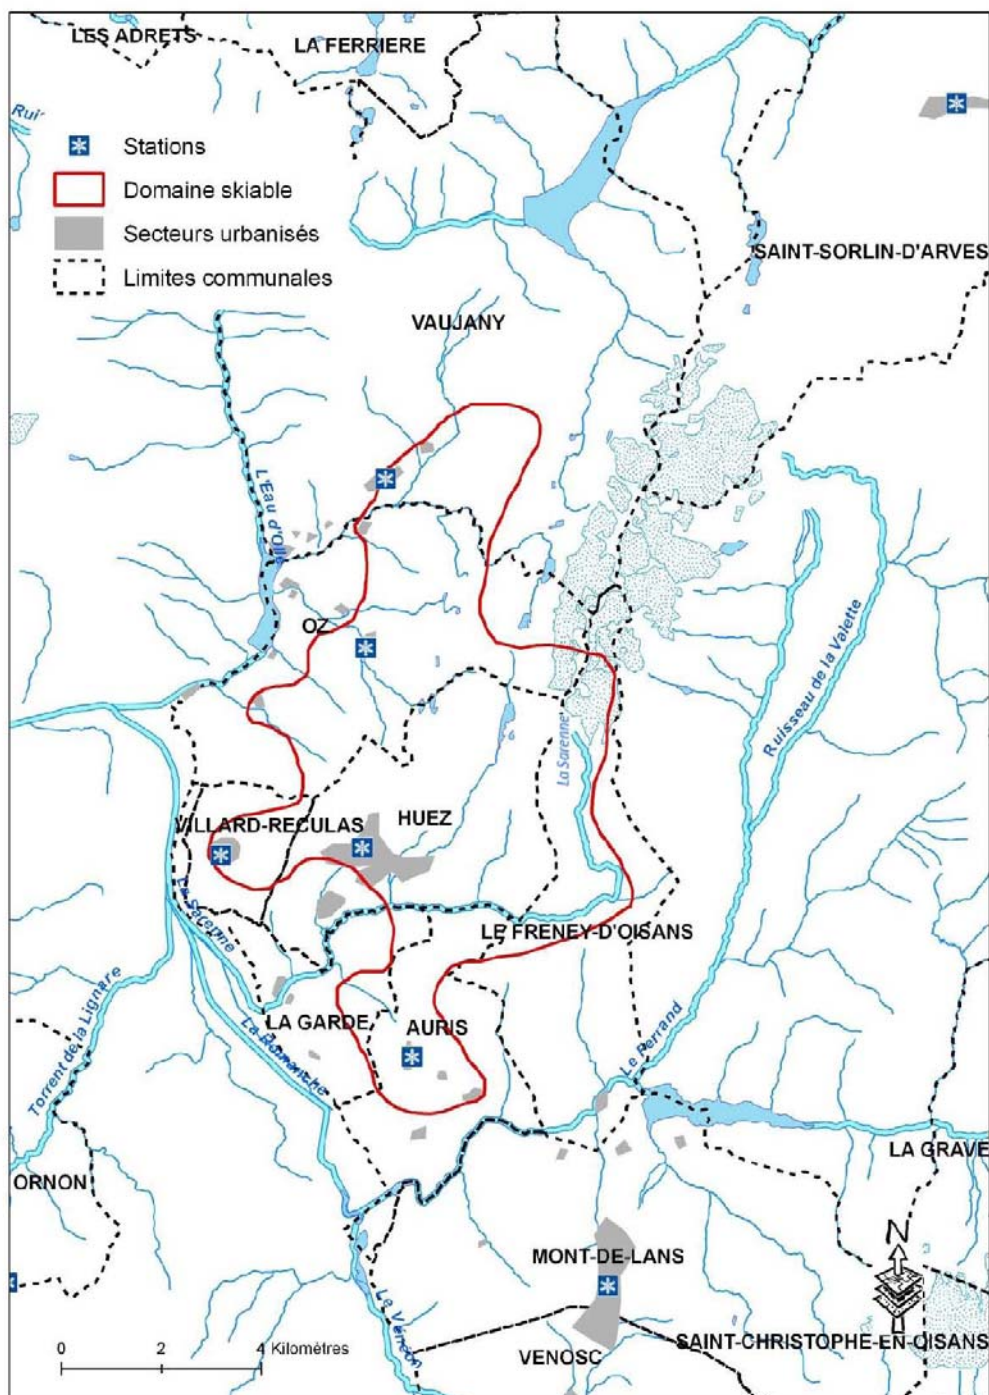 LES ADRETS
LA FERRIERE
Rui
Stations
Domaine skiable
Secteurs urbanisés
Limites communales
SAINT-SORLIN-D'ARVES
VAUJANY
L'Eau d'Olle
OZ
Ruisseau de la Valette
La Sarenne
VILLARD-RECULAS
HUEZ
La Sarenne
LE FRENEY-D'OISANS
Torrent de la Lignare
LA GARDE
AURIS
La Romanche
Le Ferrand
LA GRAVE
ORNON
N
MONT-DE-LANS
Le Vénéon
SAINT-CHRISTOPHE-EN-OISANS
VENOSC
0 2 4 Kilomètres